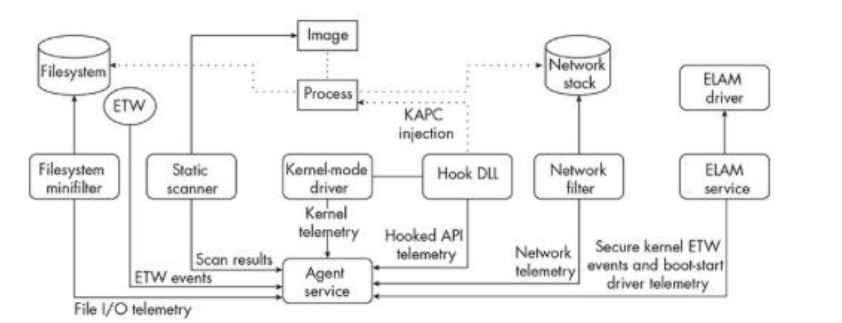 Image
Filesystem
Network
stack
ELAM
driver
Process
ETW
KAPC
injection
Filesystem
minifilter
Static
scanner
Kernel-mode
driver
Hook DLL
Network
filter
ELAM
service
Kernel
telemetry
Hooked API
telemetry
Network
telemetry
Secure kernel ETW
events and boot-start
driver telemetry
Scan results
ETW events
Agent
service
File I/O telemetry